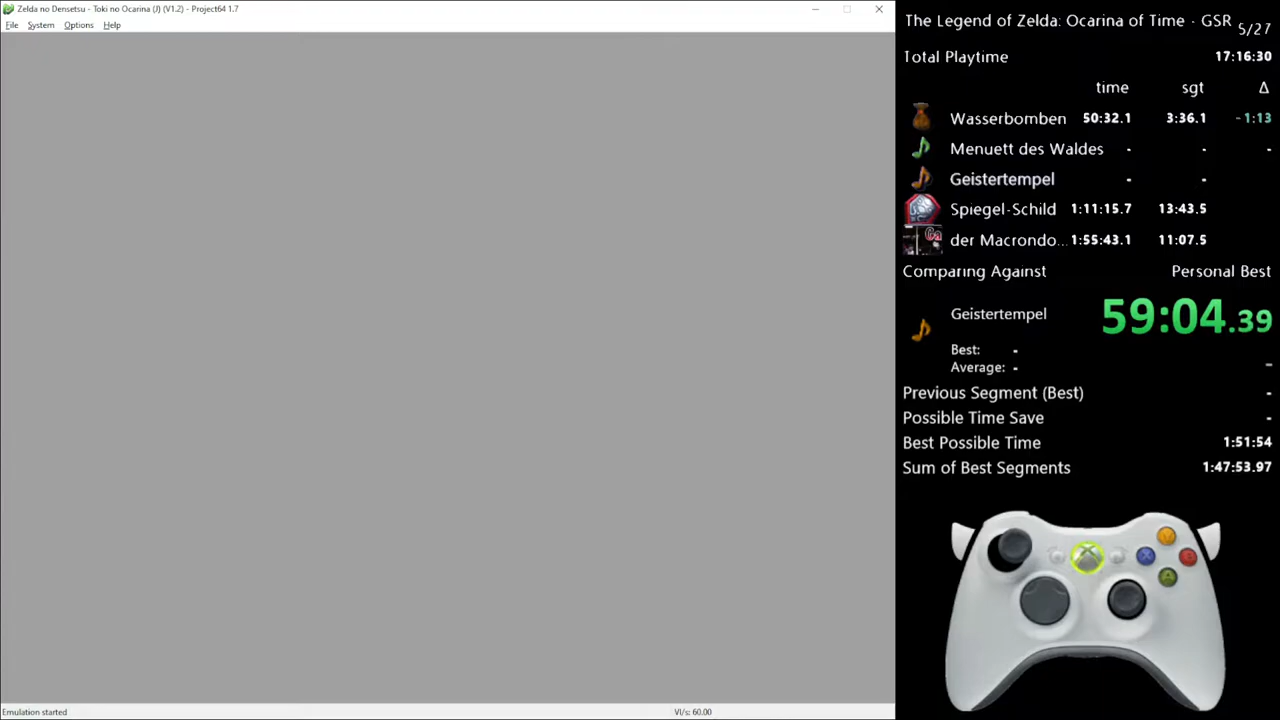 Zelda no Densetsu - Toki no Ocarina (J) (V1.2) - Project64 1.7
File System Options Help
The Legend of Zelda: Ocarina of Time · GSR 5/27
Total Playtime 17:16:30
time sgt Δ
Wasserbomben 50:32.1 3:36.1 -1:13
Menuett des Waldes - - -
Geistertempel - -
Spiegel-Schild 1:11:15.7 13:43.5
der Macrondo... 1:55:43.1 11:07.5
Comparing Against Personal Best
Geistertempel 59:04.39
Best: -
Average: - -
Previous Segment (Best) -
Possible Time Save -
Best Possible Time 1:51:54
Sum of Best Segments 1:47:53.97
Y
X B
A
Emulation started VI/s: 60.00